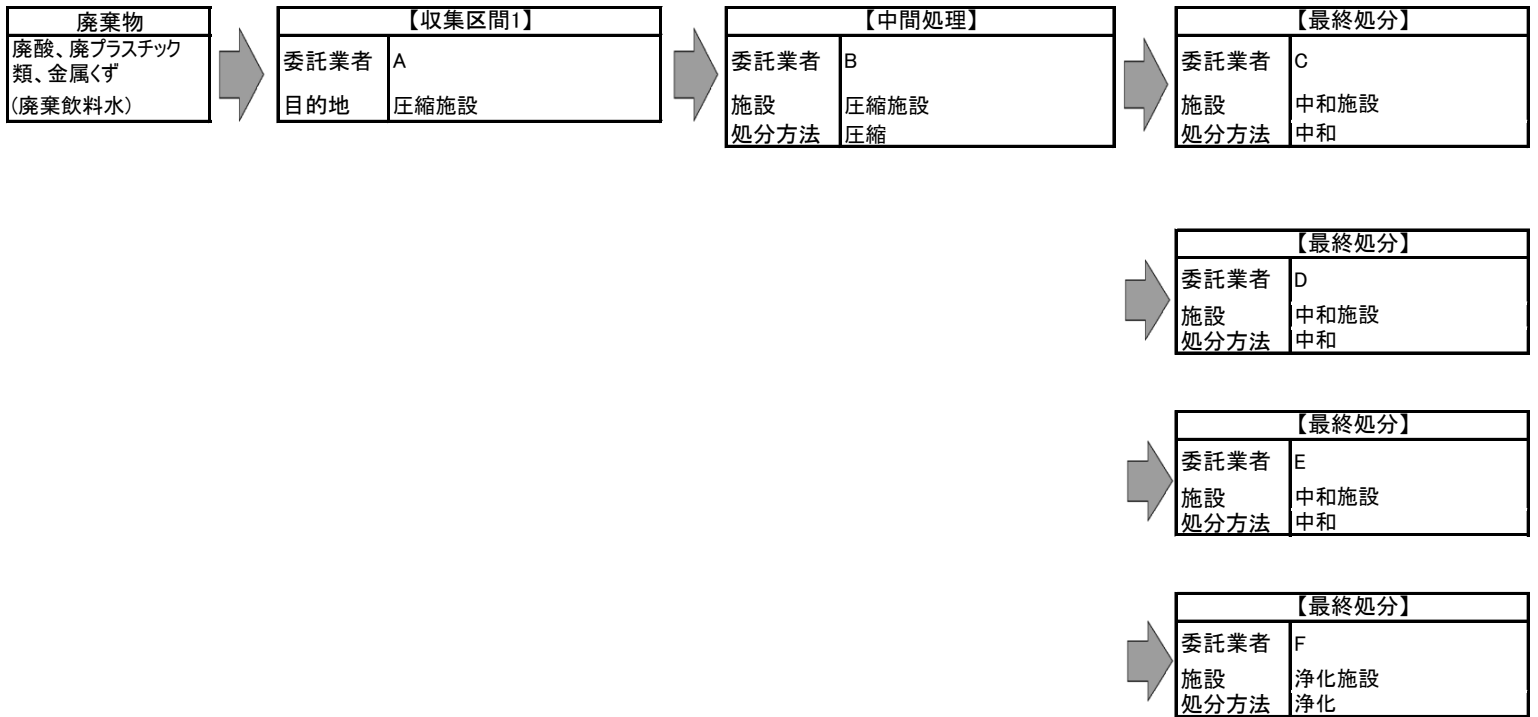 廃棄物
廃酸、廃プラスチック
類、金属くず
(廃棄飲料水)
【収集区間1】
委託業者 A
目的地 圧縮施設
【中間処理】
委託業者 B
施設 圧縮施設
処分方法 圧縮
【最終処分】
委託業者 C
施設 中和施設
処分方法 中和
【最終処分】
委託業者 D
施設 中和施設
処分方法 中和
【最終処分】
委託業者 E
施設 中和施設
処分方法 中和
【最終処分】
委託業者 F
施設 浄化施設
処分方法 浄化